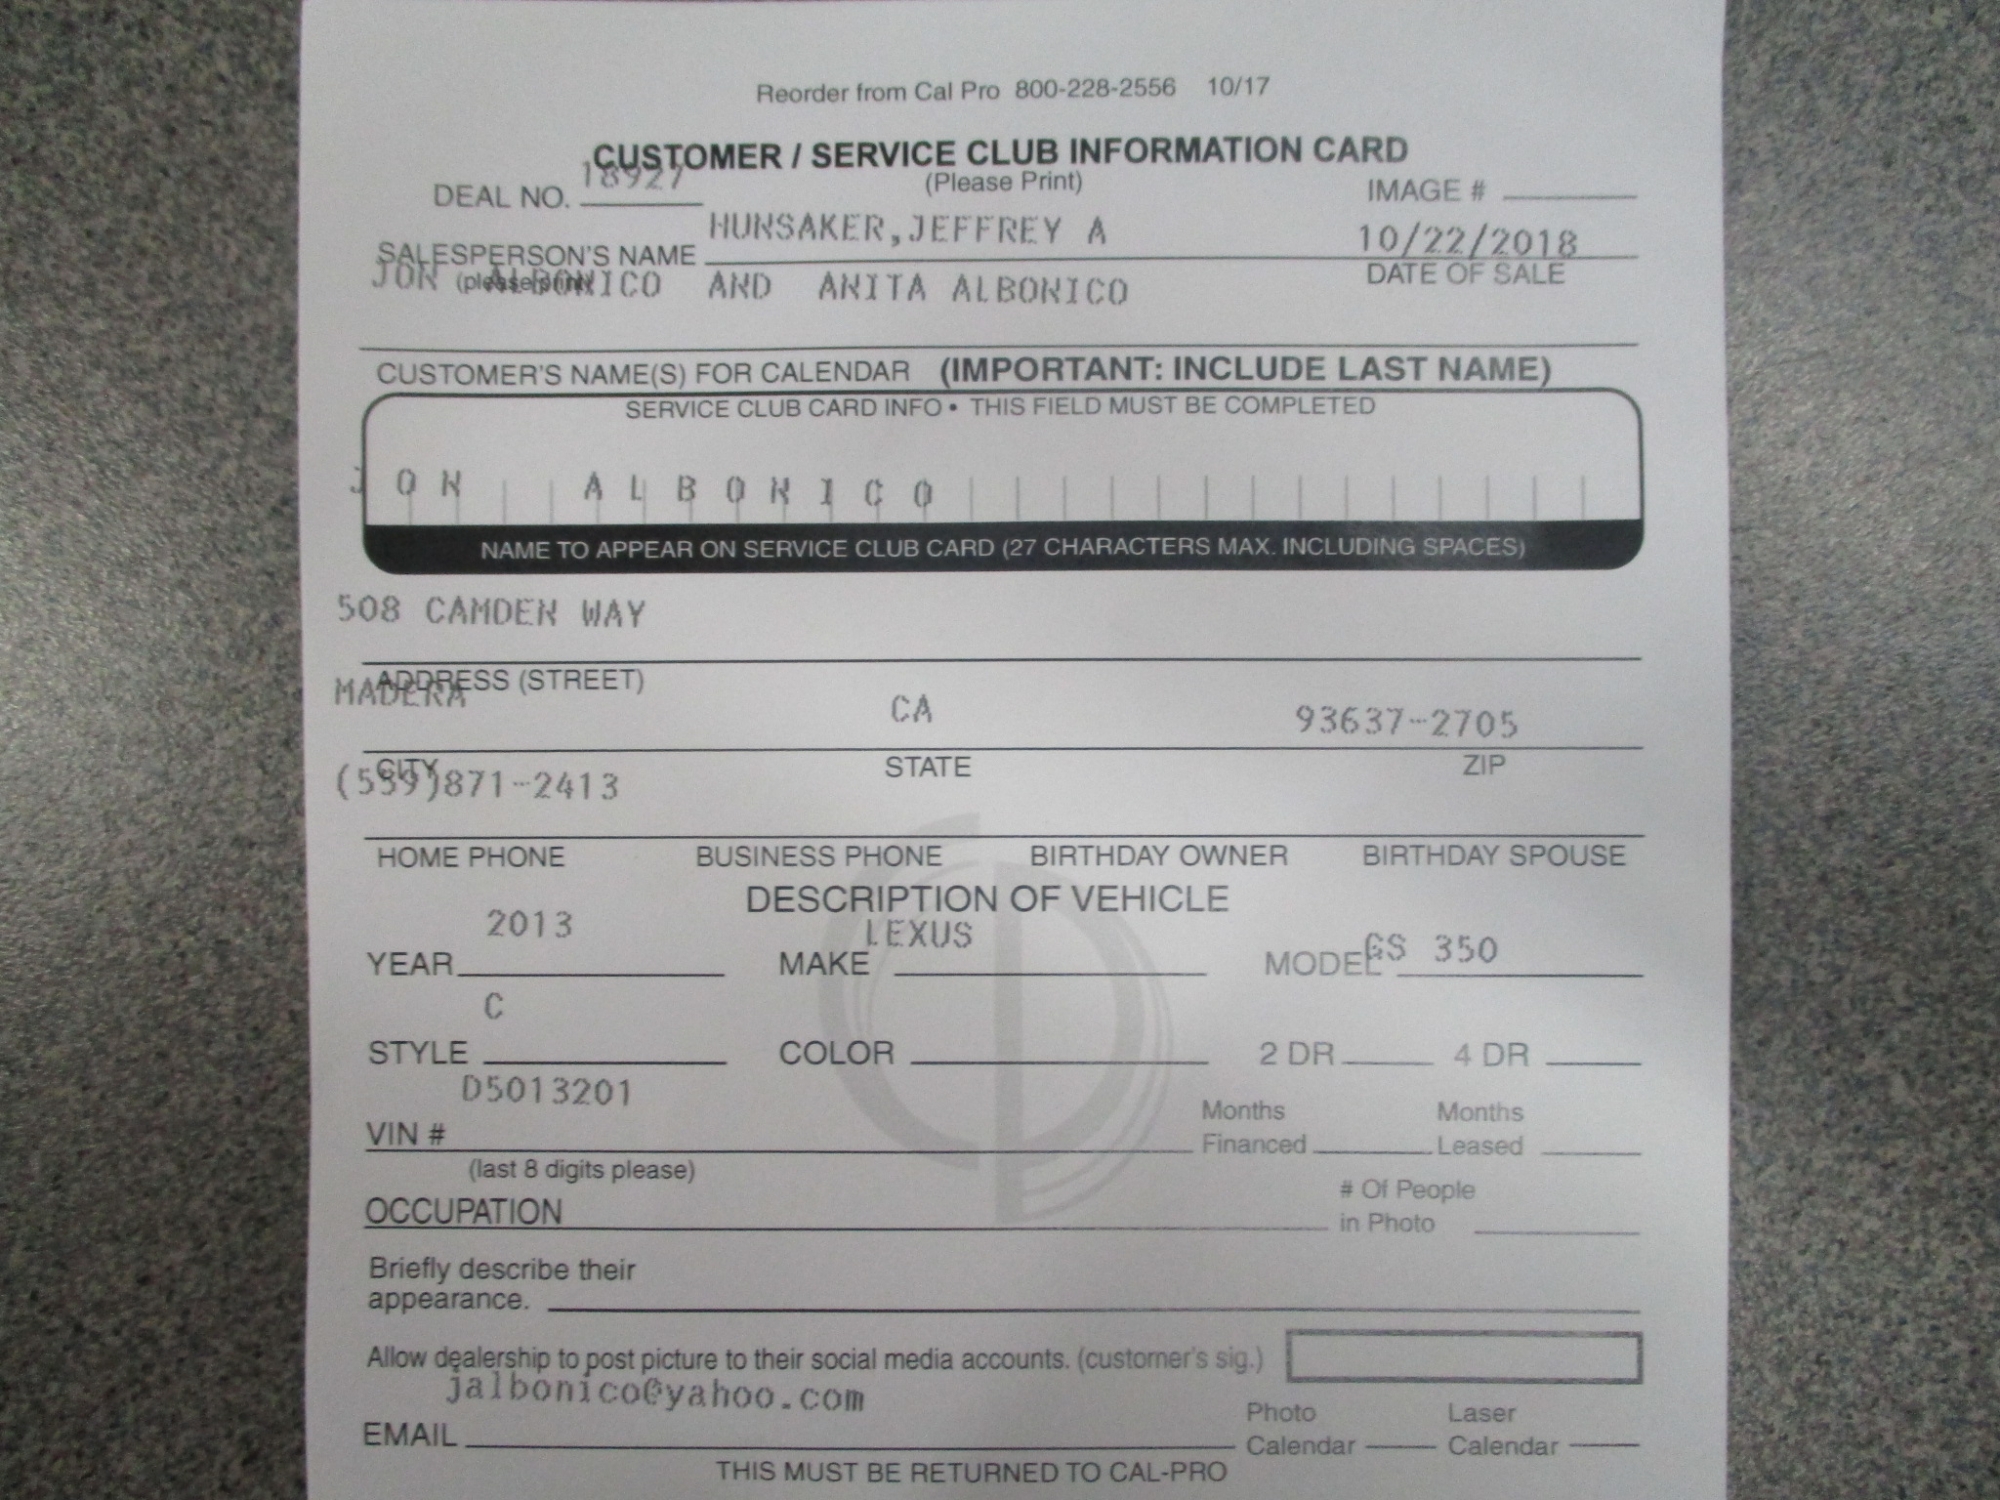 Reorder from Cal Pro 800-228-2556 10/17
CUSTOMER / SERVICE CLUB INFORMATION CARD
(Please Print)
DEAL NO. 18927 IMAGE #
SALESPERSON'S NAME HUNSAKER,JEFFREY A 10/22/2018
(please print) DATE OF SALE
JON ALBONICO AND ANITA ALBONICO
CUSTOMER'S NAME(S) FOR CALENDAR (IMPORTANT: INCLUDE LAST NAME)
SERVICE CLUB CARD INFO • THIS FIELD MUST BE COMPLETED
JON ALBONICO
NAME TO APPEAR ON SERVICE CLUB CARD (27 CHARACTERS MAX. INCLUDING SPACES)
508 CAMDEN WAY
ADDRESS (STREET)
MADERA CA 93637-2705
CITY STATE ZIP
(559)871-2413
HOME PHONE BUSINESS PHONE BIRTHDAY OWNER BIRTHDAY SPOUSE
DESCRIPTION OF VEHICLE
YEAR 2013 MAKE LEXUS MODEL GS 350
STYLE C COLOR 2 DR 4 DR
VIN # D5013201 Months Financed Months Leased
(last 8 digits please)
OCCUPATION # Of People in Photo
Briefly describe their
appearance.
Allow dealership to post picture to their social media accounts. (customer's sig.)
jalbonico@yahoo.com
EMAIL Photo Calendar Laser Calendar
THIS MUST BE RETURNED TO CAL-PRO